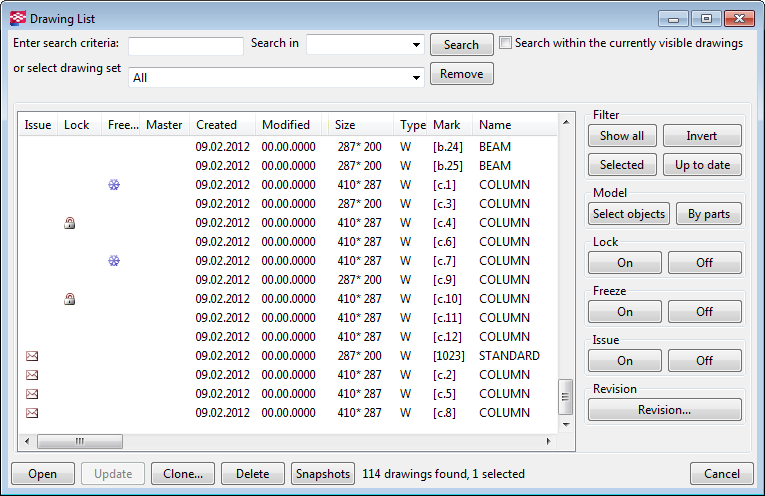 Drawing List
Enter search criteria: Search in Search Search within the currently visible drawings
or select drawing set All Remove
Issue Lock Free... Master Created Modified Size Type Mark Name
09.02.2012 00.00.0000 287* 200 W [b.24] BEAM
09.02.2012 00.00.0000 287* 200 W [b.25] BEAM
09.02.2012 00.00.0000 410* 287 W [c.1] COLUMN
09.02.2012 00.00.0000 287* 200 W [c.3] COLUMN
09.02.2012 00.00.0000 410* 287 W [c.4] COLUMN
09.02.2012 00.00.0000 410* 287 W [c.6] COLUMN
09.02.2012 00.00.0000 410* 287 W [c.7] COLUMN
09.02.2012 00.00.0000 287* 200 W [c.9] COLUMN
09.02.2012 00.00.0000 410* 287 W [c.10] COLUMN
09.02.2012 00.00.0000 410* 287 W [c.11] COLUMN
09.02.2012 00.00.0000 410* 287 W [c.12] COLUMN
09.02.2012 00.00.0000 287* 200 W [1023] STANDARD
09.02.2012 00.00.0000 410* 287 W [c.2] COLUMN
09.02.2012 00.00.0000 410* 287 W [c.5] COLUMN
09.02.2012 00.00.0000 410* 287 W [c.8] COLUMN
Filter
Show all Invert
Selected Up to date
Model
Select objects By parts
Lock
On Off
Freeze
On Off
Issue
On Off
Revision
Revision...
Open Update Clone... Delete Snapshots 114 drawings found, 1 selected Cancel